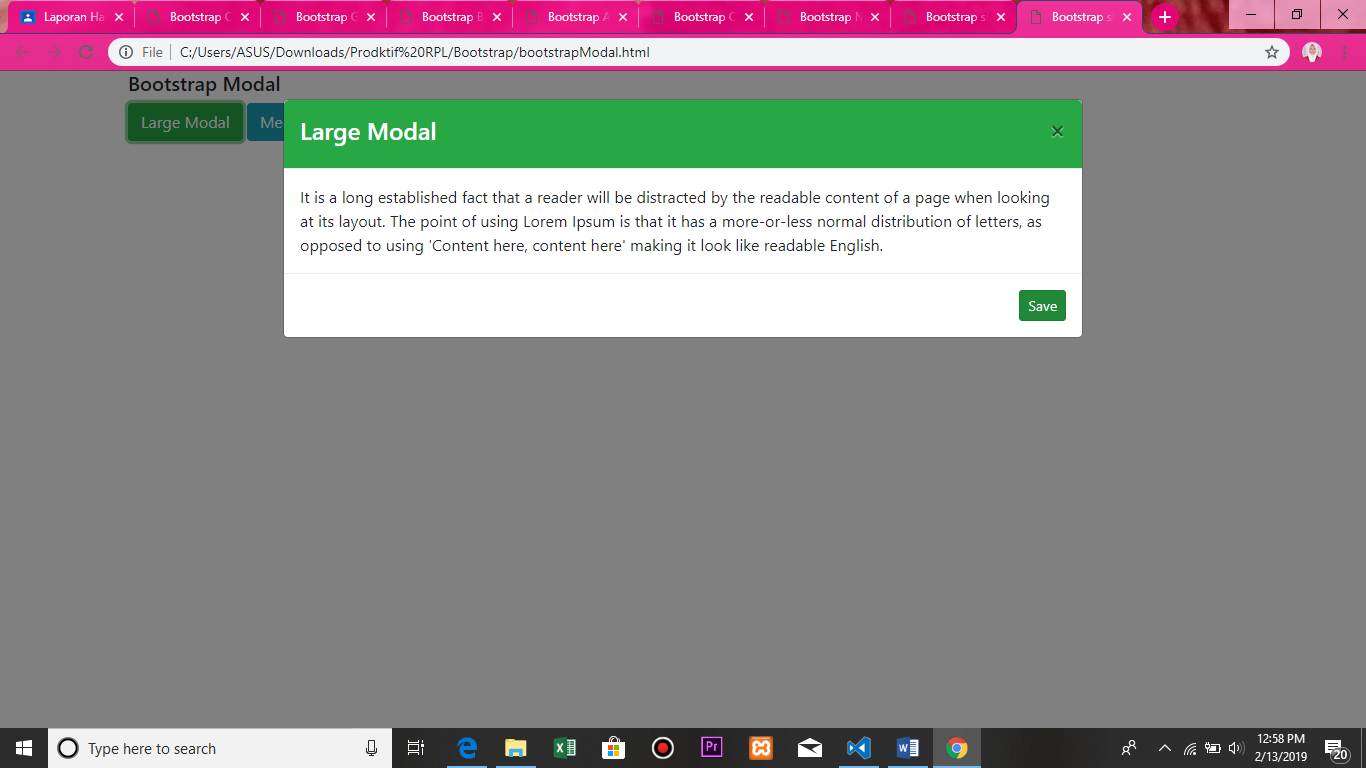 Laporan Ha
Bootstrap C
Bootstrap G
Bootstrap B
Bootstrap A
Bootstrap C
Bootstrap N
Bootstrap s
Bootstrap s
File
C:/Users/ASUS/Downloads/Prodktif%20RPL/Bootstrap/bootstrapModal.html
Bootstrap Modal
Large Modal
Me
Large Modal
×
It is a long established fact that a reader will be distracted by the readable content of a page when looking
at its layout. The point of using Lorem Ipsum is that it has a more-or-less normal distribution of letters, as
opposed to using 'Content here, content here' making it look like readable English.
Save
Type here to search
Pr
12:58 PM
2/13/2019
20